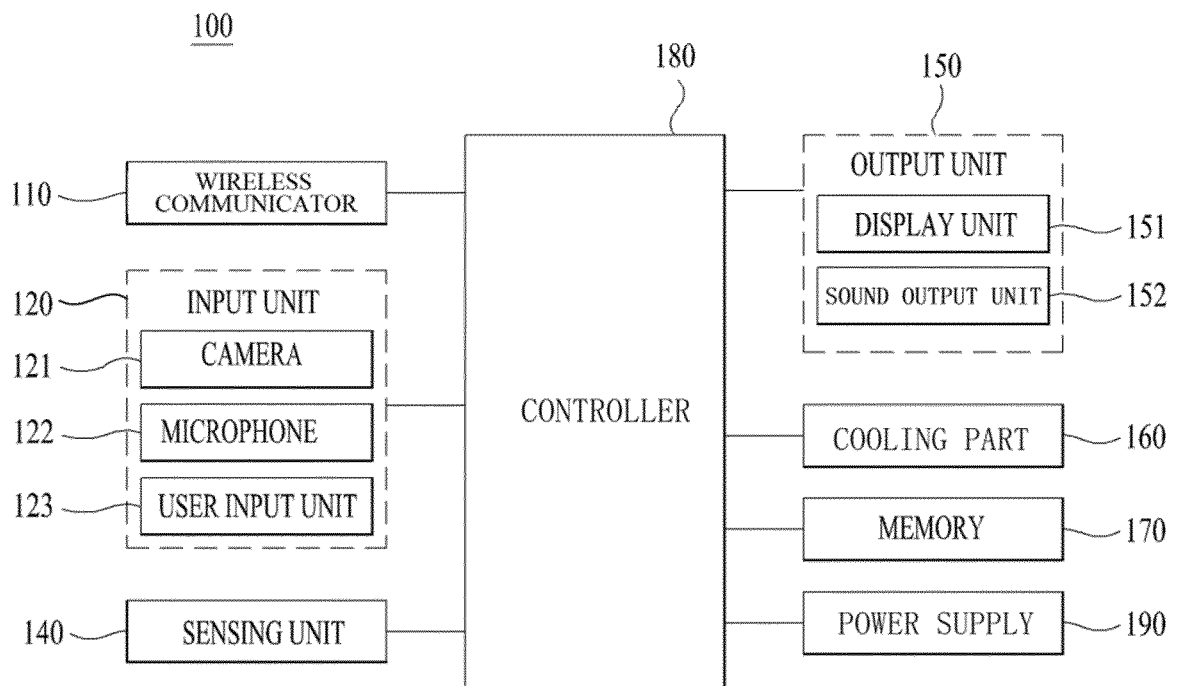 100
180
150
110
WIRELESS
COMMUNICATOR
120
INPUT UNIT
121
CAMERA
122
MICROPHONE
123
USER INPUT UNIT
140
SENSING UNIT
CONTROLLER
OUTPUT UNIT
DISPLAY UNIT
151
SOUND OUTPUT UNIT
152
COOLING PART
160
MEMORY
170
POWER SUPPLY
190